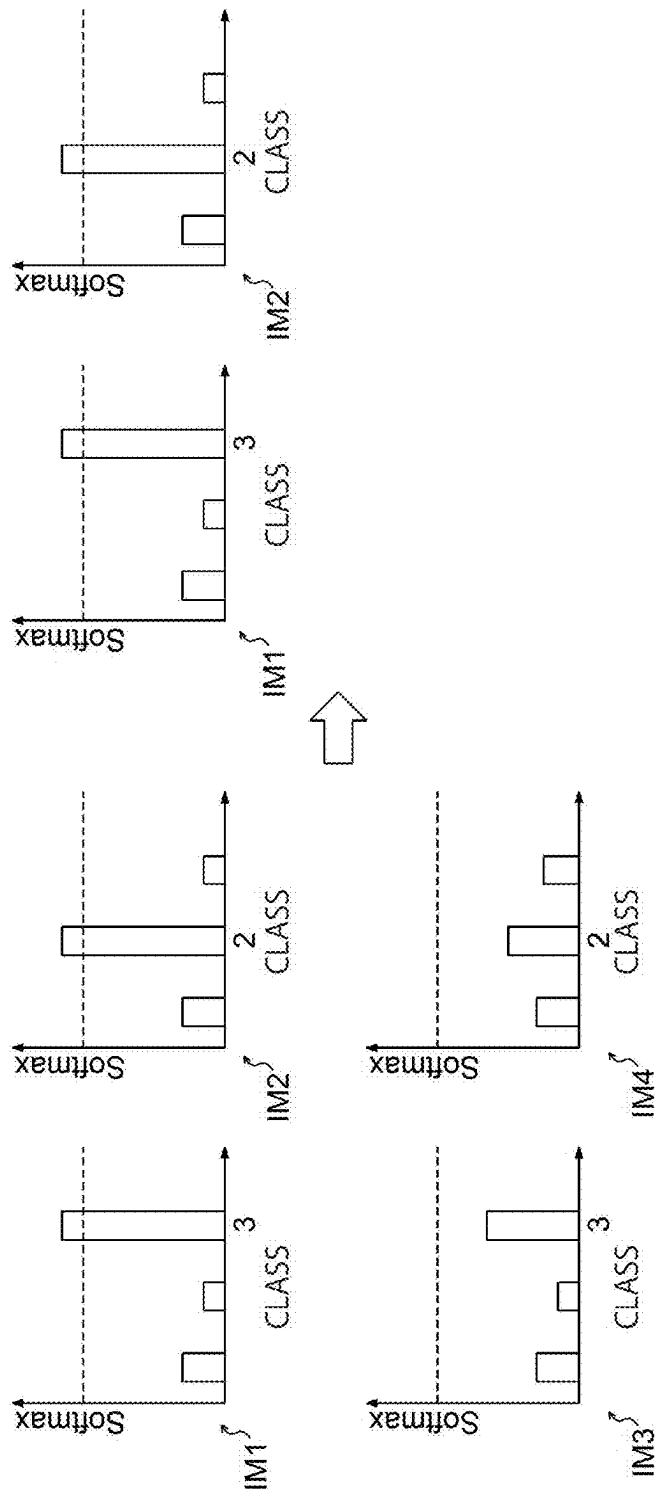 Softmax
3
CLASS
IM1
Softmax
2
CLASS
IM2
Softmax
3
CLASS
IM3
Softmax
2
CLASS
IM4
Softmax
3
CLASS
IM1
Softmax
2
CLASS
IM2